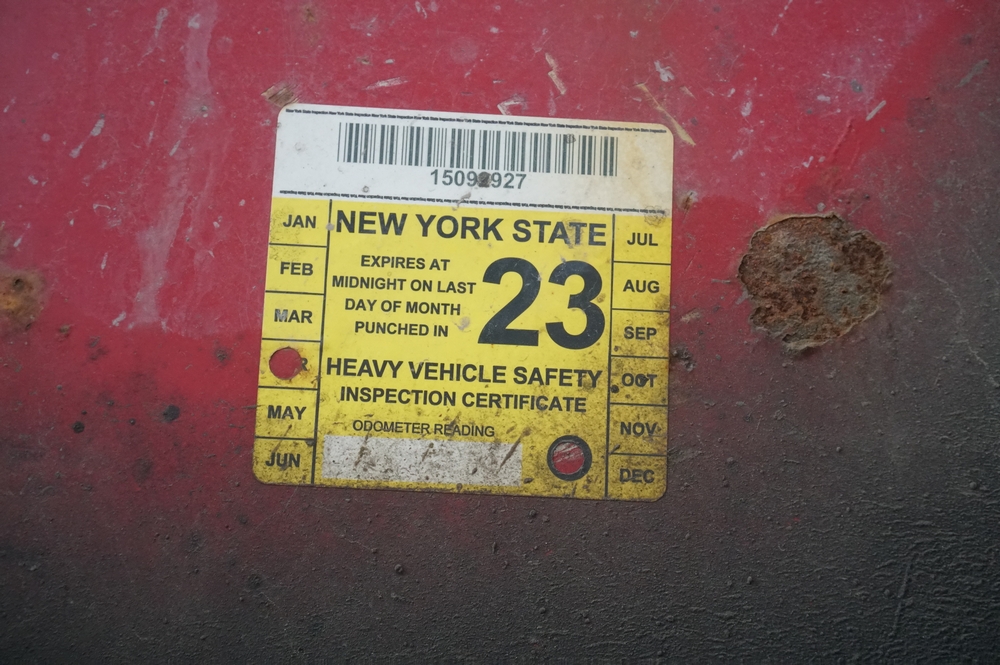 15092927
NEW YORK STATE
EXPIRES AT
MIDNIGHT ON LAST
DAY OF MONTH
PUNCHED IN
23
HEAVY VEHICLE SAFETY
INSPECTION CERTIFICATE
ODOMETER READING
JAN
FEB
MAR
MAY
JUN
JUL
AUG
SEP
OCT
NOV
DEC